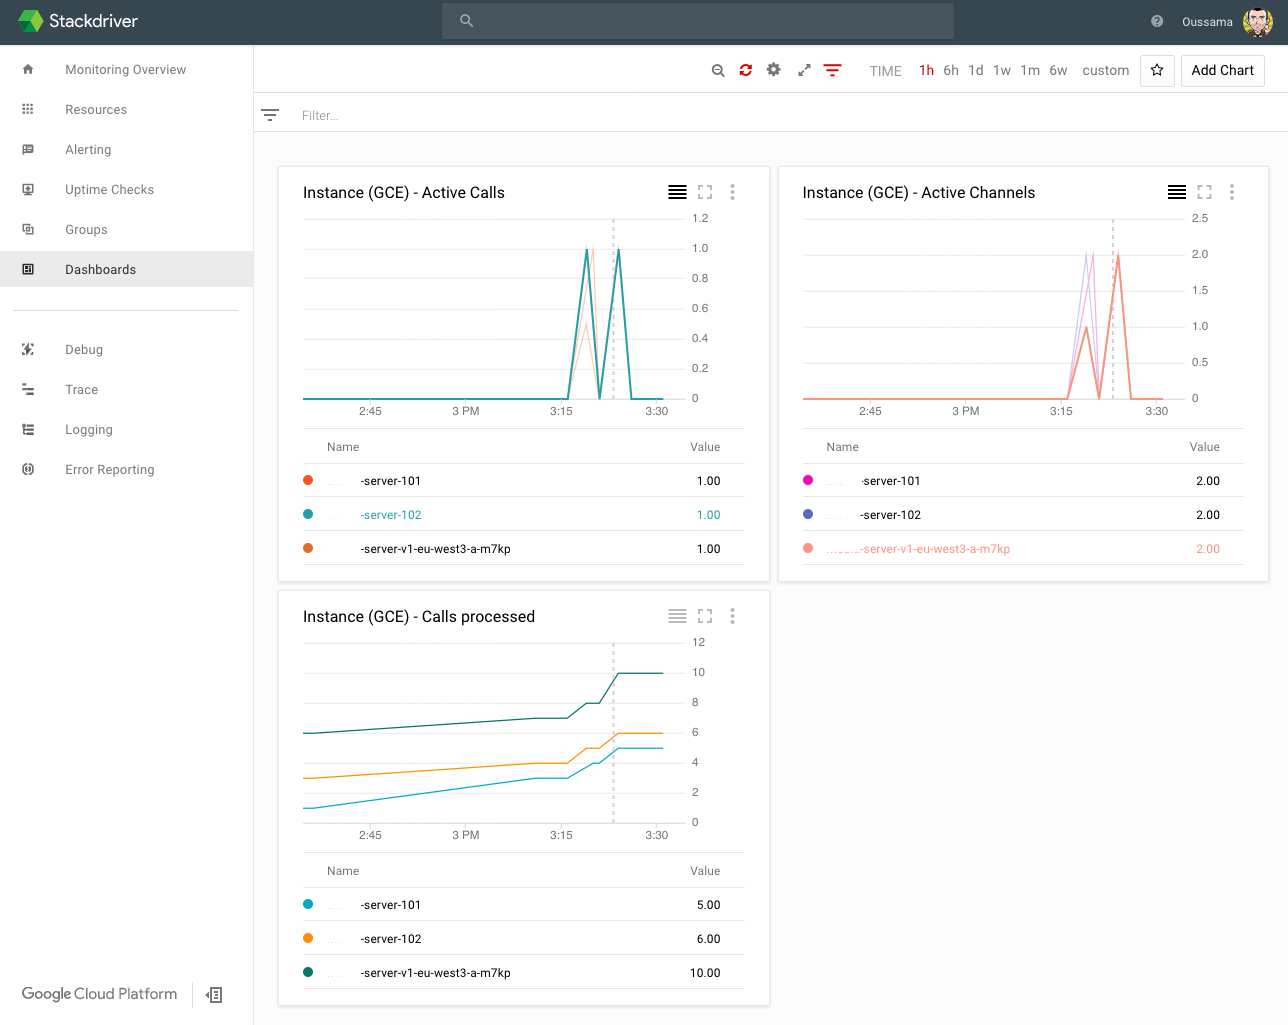 Stackdriver
Oussama
Monitoring Overview
Resources
Alerting
Uptime Checks
Groups
Dashboards
Debug
Trace
Logging
Error Reporting
Google Cloud Platform
TIME 1h 6h 1d 1w 1m 6w custom Add Chart
Filter...
Instance (GCE) - Active Calls
1.2
1.0
0.8
0.6
0.4
0.2
0
2:45 3 PM 3:15 3:30
Name Value
-server-101 1.00
-server-102 1.00
-server-v1-eu-west3-a-m7kp 1.00
Instance (GCE) - Active Channels
2.5
2.0
1.5
1.0
0.5
0
2:45 3 PM 3:15 3:30
Name Value
-server-101 2.00
-server-102 2.00
-server-v1-eu-west3-a-m7kp 2.00
Instance (GCE) - Calls processed
12
10
8
6
4
2
0
2:45 3 PM 3:15 3:30
Name Value
-server-101 5.00
-server-102 6.00
-server-v1-eu-west3-a-m7kp 10.00